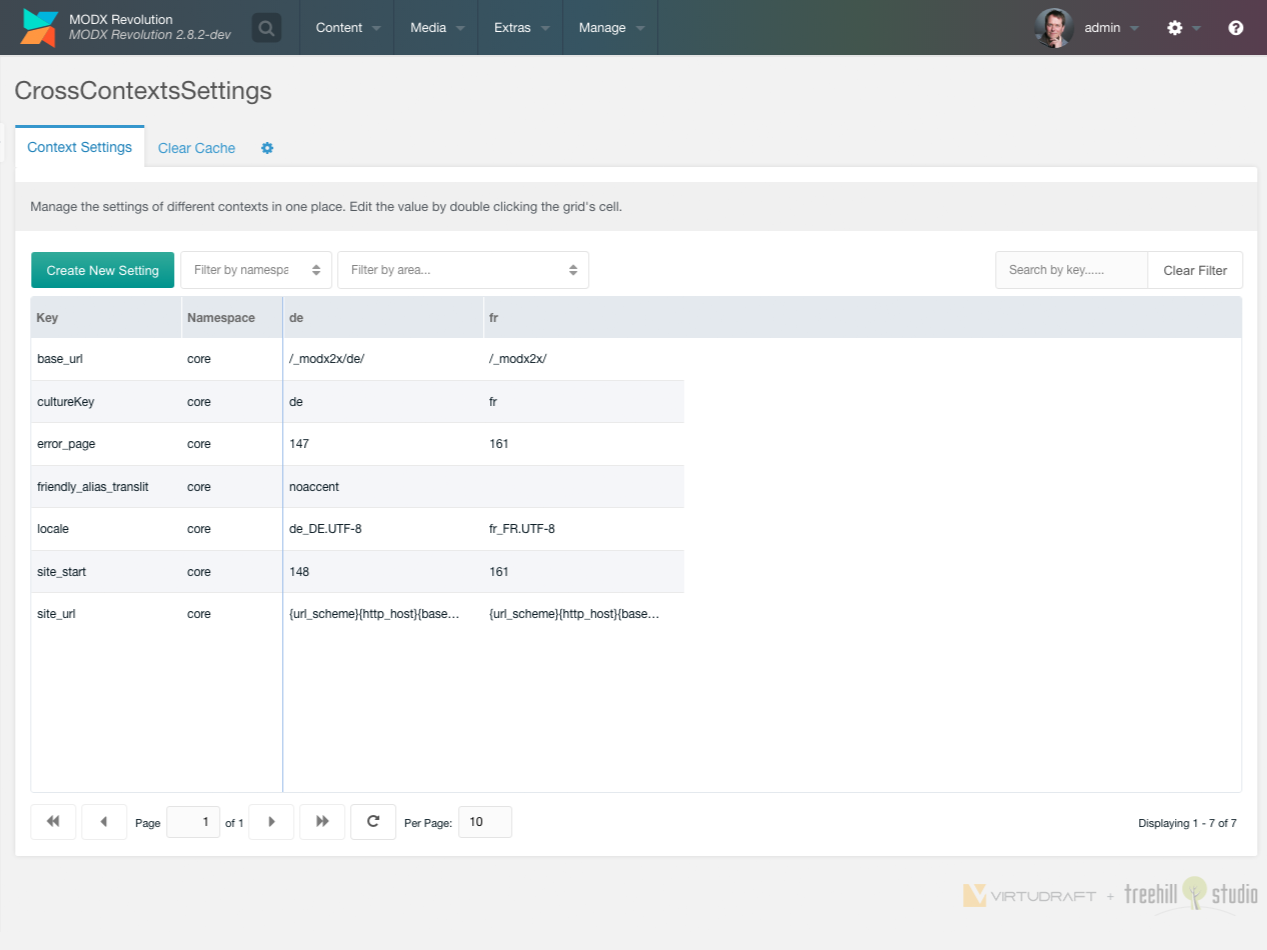 MODX Revolution
MODX Revolution 2.8.2-dev
Content Media Extras Manage admin
CrossContextsSettings
Context Settings Clear Cache
Manage the settings of different contexts in one place. Edit the value by double clicking the grid's cell.
Create New Setting Filter by namespa Filter by area... Search by key...... Clear Filter
Key Namespace de fr
base_url core /_modx2x/de/ /_modx2x/
cultureKey core de fr
error_page core 147 161
friendly_alias_translit core noaccent
locale core de_DE.UTF-8 fr_FR.UTF-8
site_start core 148 161
site_url core {url_scheme}{http_host}{base... {url_scheme}{http_host}{base...
Page 1 of 1 Per Page: 10 Displaying 1 - 7 of 7
VIRTUDRAFT + treehill studio